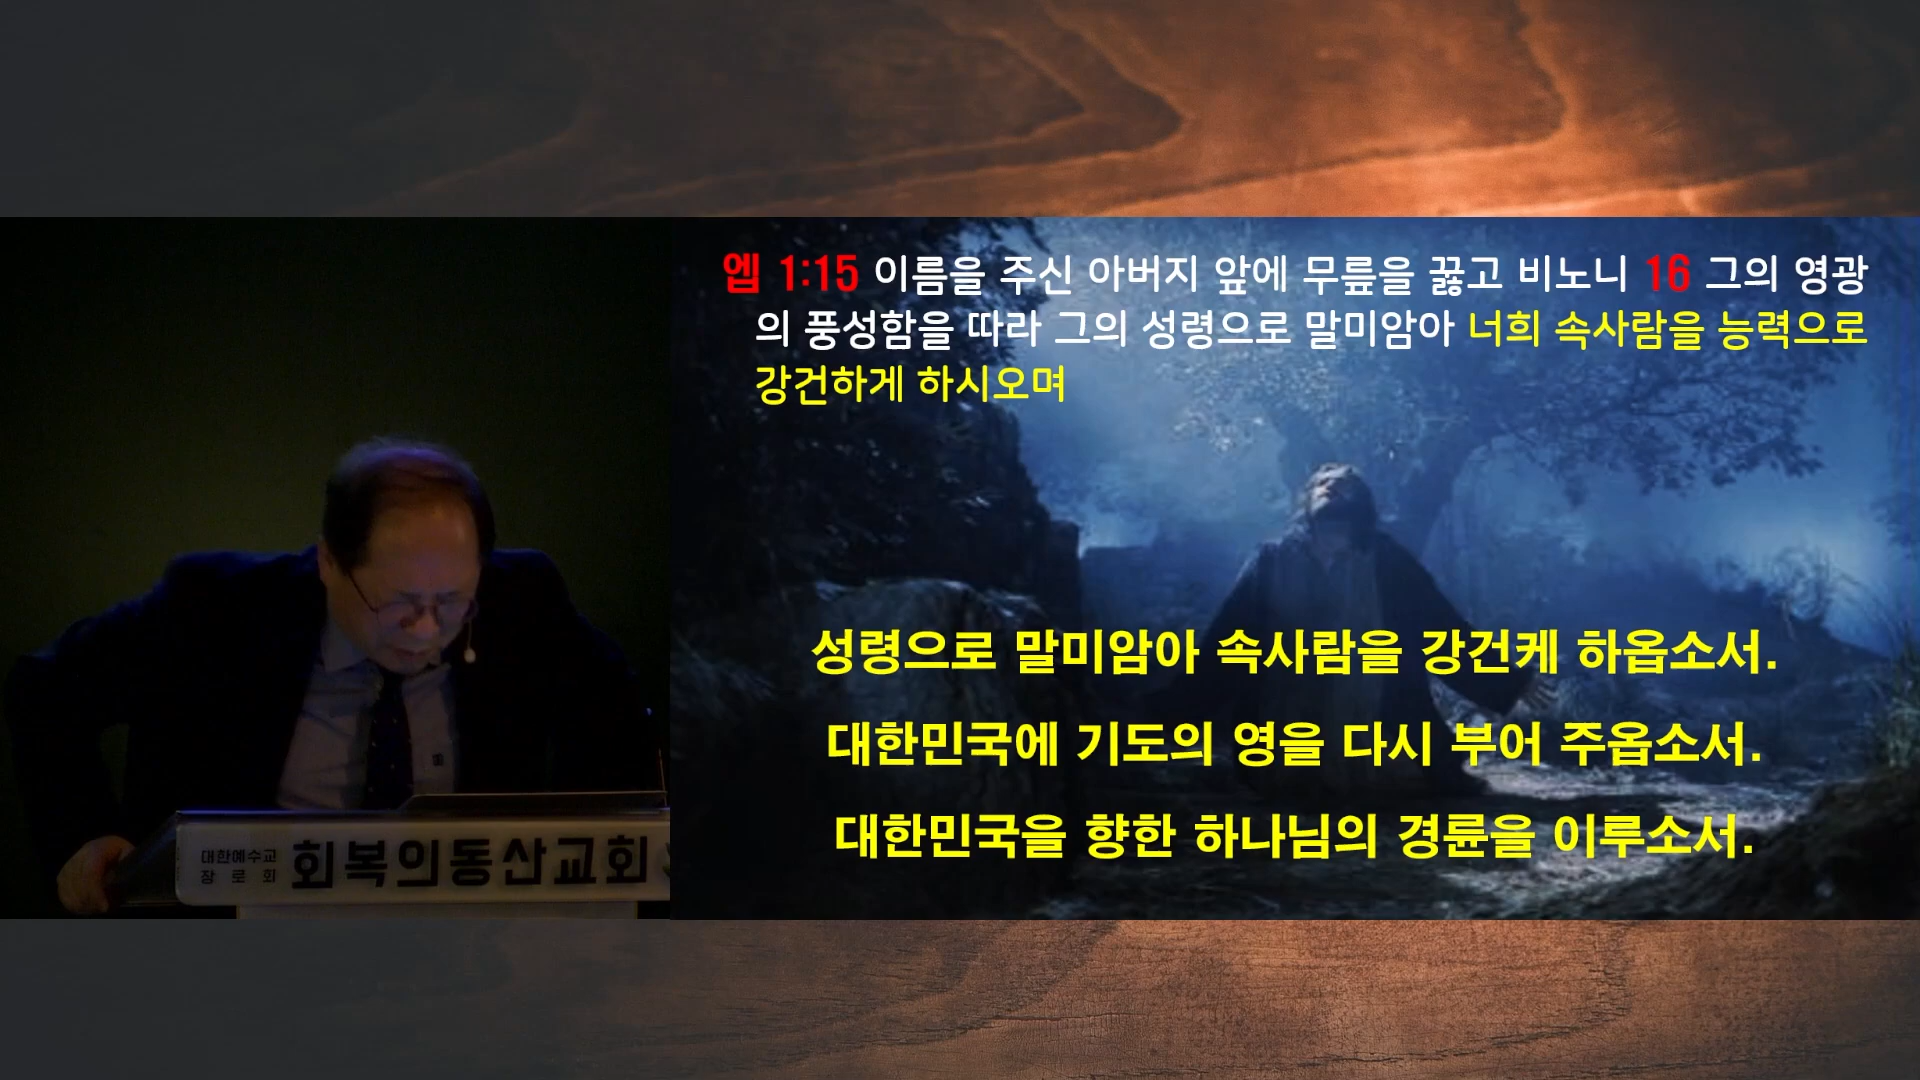 엡 1:15 이름을 주신 아버지 앞에 무릎을 꿇고 비노니 16 그의 영광
의 풍성함을 따라 그의 성령으로 말미암아 너희 속사람을 능력으로
강건하게 하시오며
성령으로 말미암아 속사람을 강건케 하옵소서.
대한민국에 기도의 영을 다시 부어 주옵소서.
대한민국을 향한 하나님의 경륜을 이루소서.
대한예수교
장로회
회복의동산교회